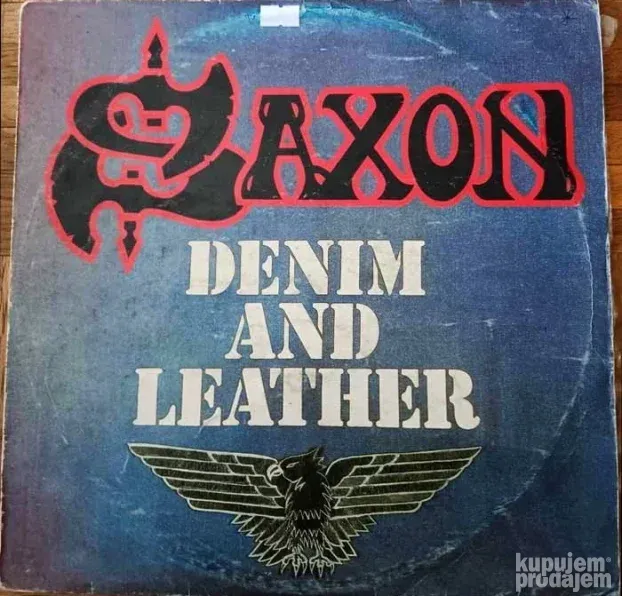 SAXON
DENIM
AND
LEATHER
kupujem
prodajem